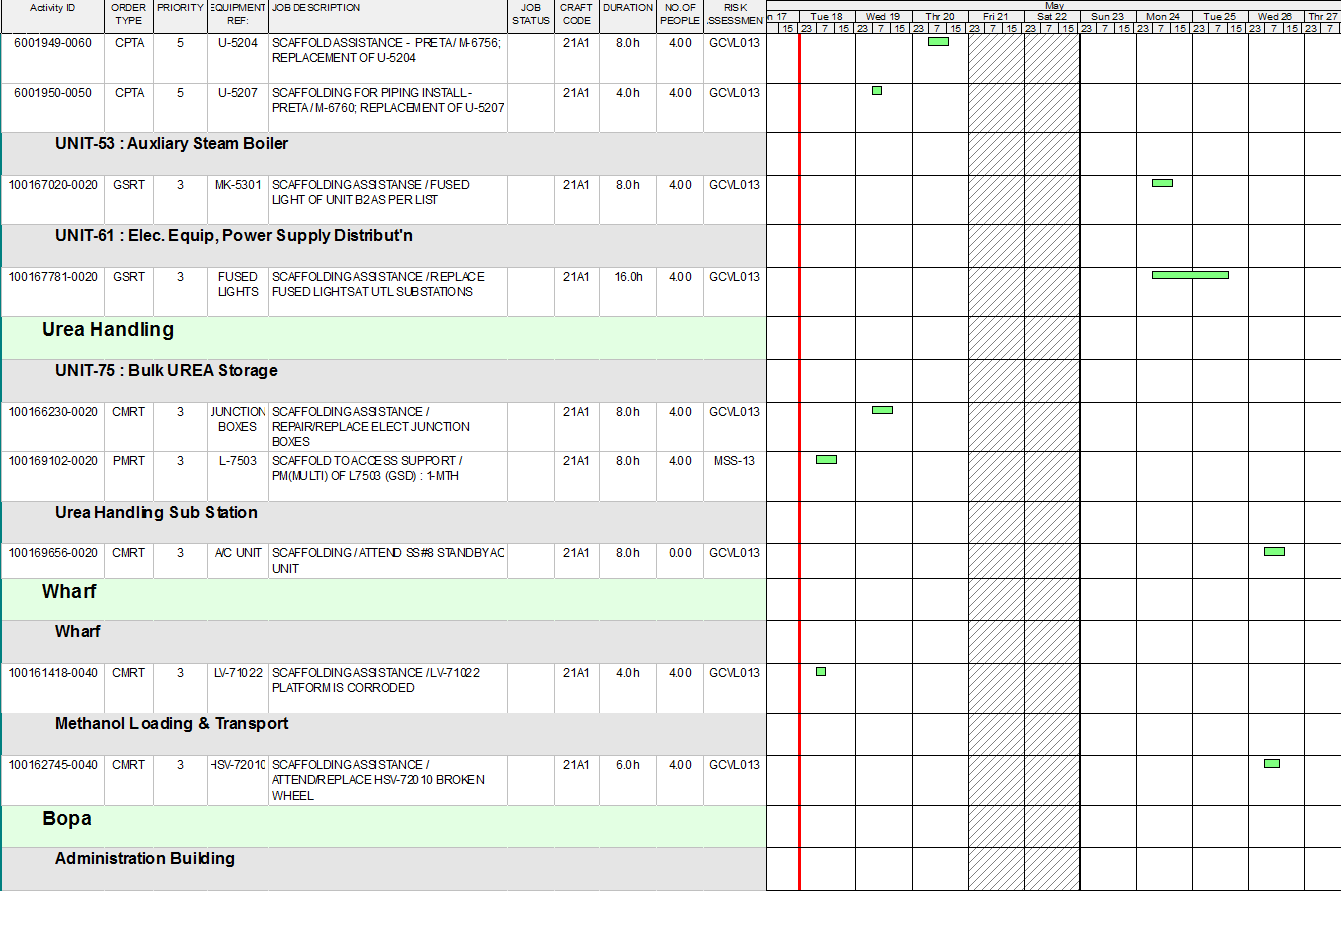 Activity ID ORDER TYPE PRIORITY EQUIPMENT REF: JOB DESCRIPTION JOB STATUS CRAFT CODE DURATION NO.OF PEOPLE RISK ASSESSMEN
May
n 17 Tue 18 Wed 19 Thr 20 Fri 21 Sat 22 Sun 23 Mon 24 Tue 25 Wed 26 Thr 27
15 23 7 15 23 7 15 23 7 15 23 7 15 23 7 15 23 7 15 23 7 15 23 7 15 23 7 15 23 7
6001949-0060 CPTA 5 U-5204 SCAFFOLD ASSISTANCE - PRETA / M-6756; 21A1 8.0h 4.00 GCVL013
REPLACEMENT OF U-5204
6001950-0050 CPTA 5 U-5207 SCAFFOLDING FOR PIPING INSTALL - 21A1 4.0h 4.00 GCVL013
PRETA / M-6760; REPLACEMENT OF U-5207
UNIT-53 : Auxliary Steam Boiler
100167020-0020 GSRT 3 MK-5301 SCAFFOLDING ASSISTANSE / FUSED 21A1 8.0h 4.00 GCVL013
LIGHT OF UNIT B2 AS PER LIST
UNIT-61 : Elec. Equip, Power Supply Distribut'n
100167781-0020 GSRT 3 FUSED SCAFFOLDING ASSISTANCE / REPLACE 21A1 16.0h 4.00 GCVL013
LIGHTS FUSED LIGHTS AT UTL SUBSTATIONS
Urea Handling
UNIT-75 : Bulk UREA Storage
100166230-0020 CMRT 3 JUNCTION SCAFFOLDING ASSISTANCE / 21A1 8.0h 4.00 GCVL013
BOXES REPAIR/REPLACE ELECT JUNCTION
BOXES
100169102-0020 PMRT 3 L-7503 SCAFFOLD TO ACCESS SUPPORT / 21A1 8.0h 4.00 MSS-13
PM(MULTI) OF L7503 (GSD) : 1-MTH
Urea Handling Sub Station
100169656-0020 CMRT 3 A/C UNIT SCAFFOLDING / ATTEND SS#8 STANDBY AC 21A1 8.0h 0.00 GCVL013
UNIT
Wharf
Wharf
100161418-0040 CMRT 3 LV-71022 SCAFFOLDING ASSISTANCE / LV-71022 21A1 4.0h 4.00 GCVL013
PLATFORM IS CORRODED
Methanol Loading & Transport
100162745-0040 CMRT 3 HSV-72010 SCAFFOLDING ASSISTANCE / 21A1 6.0h 4.00 GCVL013
ATTEND/REPLACE HSV-72010 BROKEN
WHEEL
Bopa
Administration Building